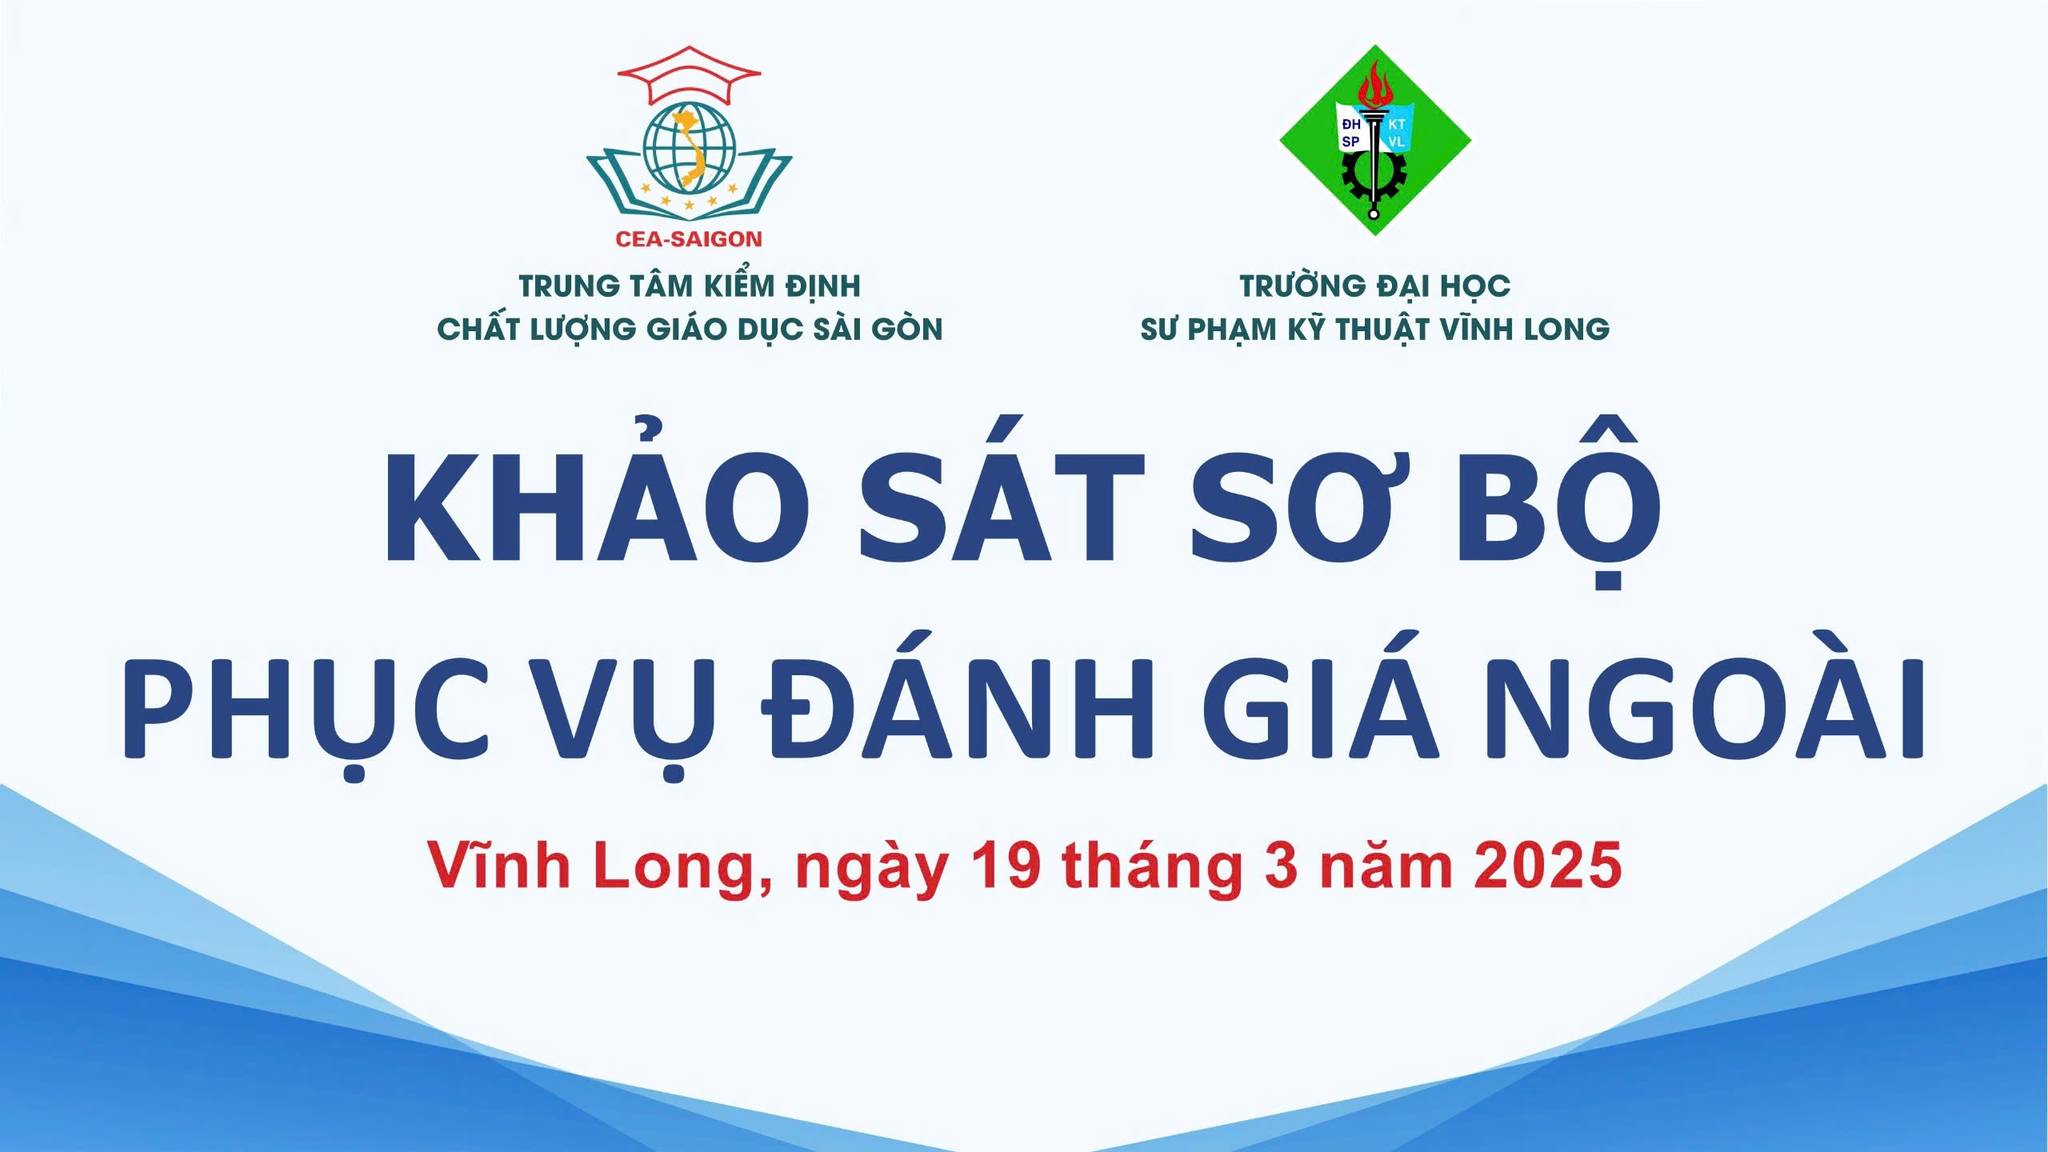 CEA-SAIGON
TRUNG TÂM KIỂM ĐỊNH
CHẤT LƯỢNG GIÁO DỤC SÀI GÒN
ĐH KT
SP VL
TRƯỜNG ĐẠI HỌC
SƯ PHẠM KỸ THUẬT VĨNH LONG
KHẢO SÁT SƠ BỘ
PHỤC VỤ ĐÁNH GIÁ NGOÀI
Vĩnh Long, ngày 19 tháng 3 năm 2025